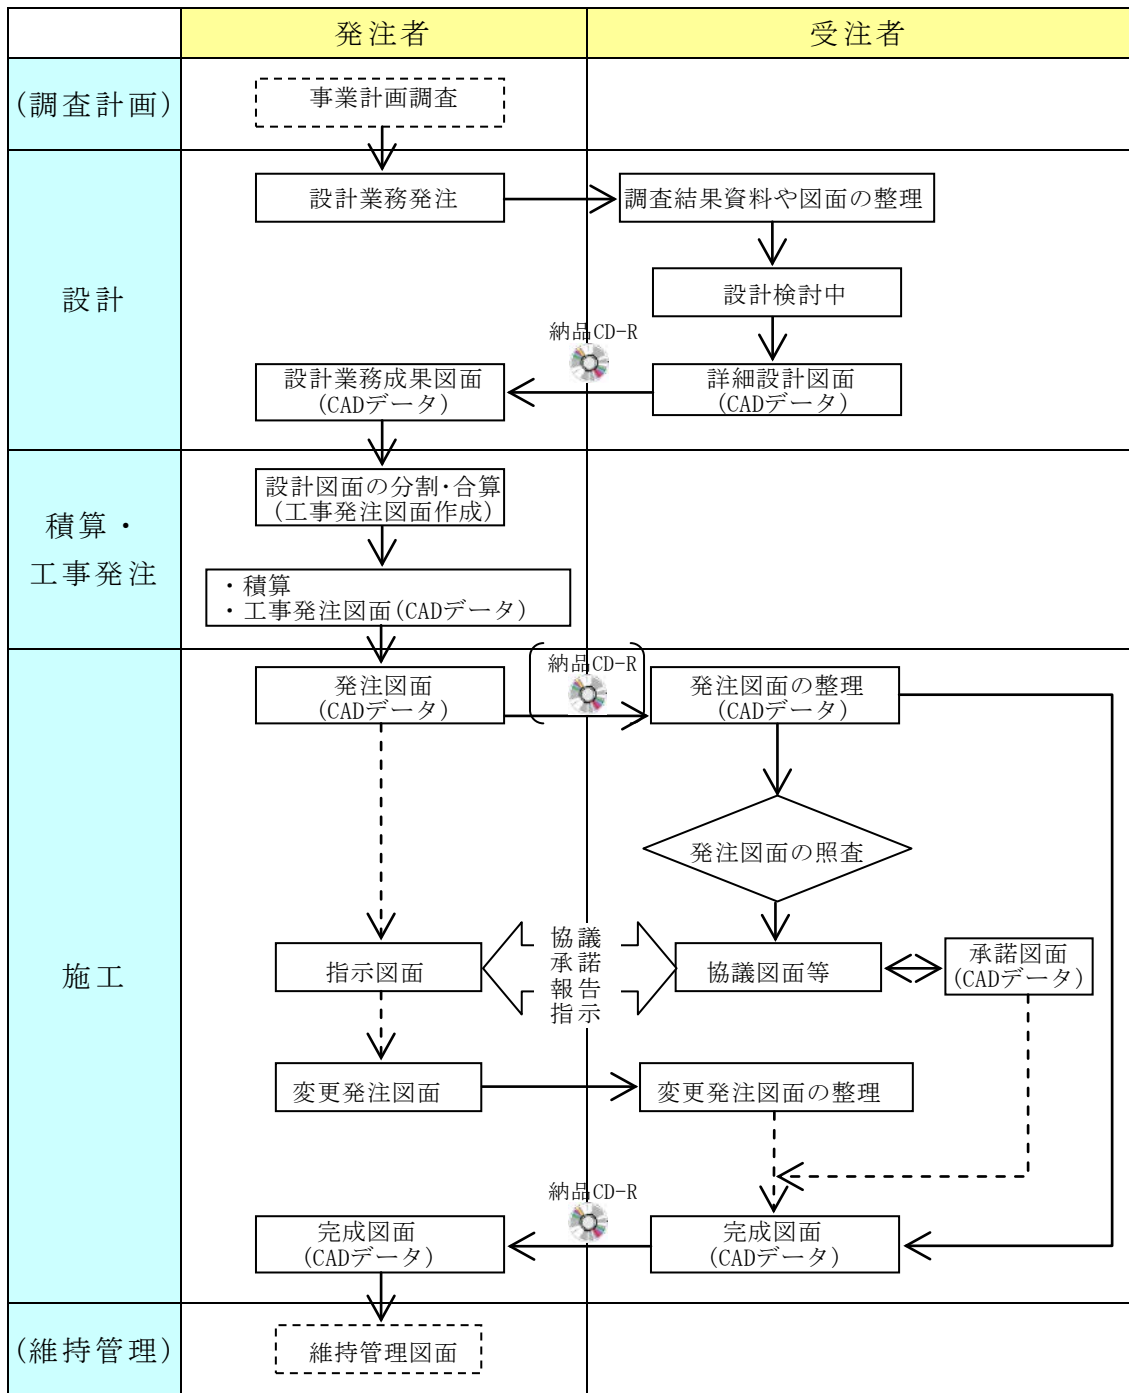 発注者
受注者
(調査計画)
事業計画調査
設計
設計業務発注
調査結果資料や図面の整理
設計検討中
納品CD-R
設計業務成果図面
(CADデータ)
詳細設計図面
(CADデータ)
積算・
工事発注
設計図面の分割・合算
(工事発注図面作成)
・積算
・工事発注図面(CADデータ)
施工
発注図面
(CADデータ)
納品CD-R
発注図面の整理
(CADデータ)
発注図面の照査
指示図面
協議
承諾
報告
指示
協議図面等
承諾図面
(CADデータ)
変更発注図面
変更発注図面の整理
納品CD-R
完成図面
(CADデータ)
完成図面
(CADデータ)
(維持管理)
維持管理図面